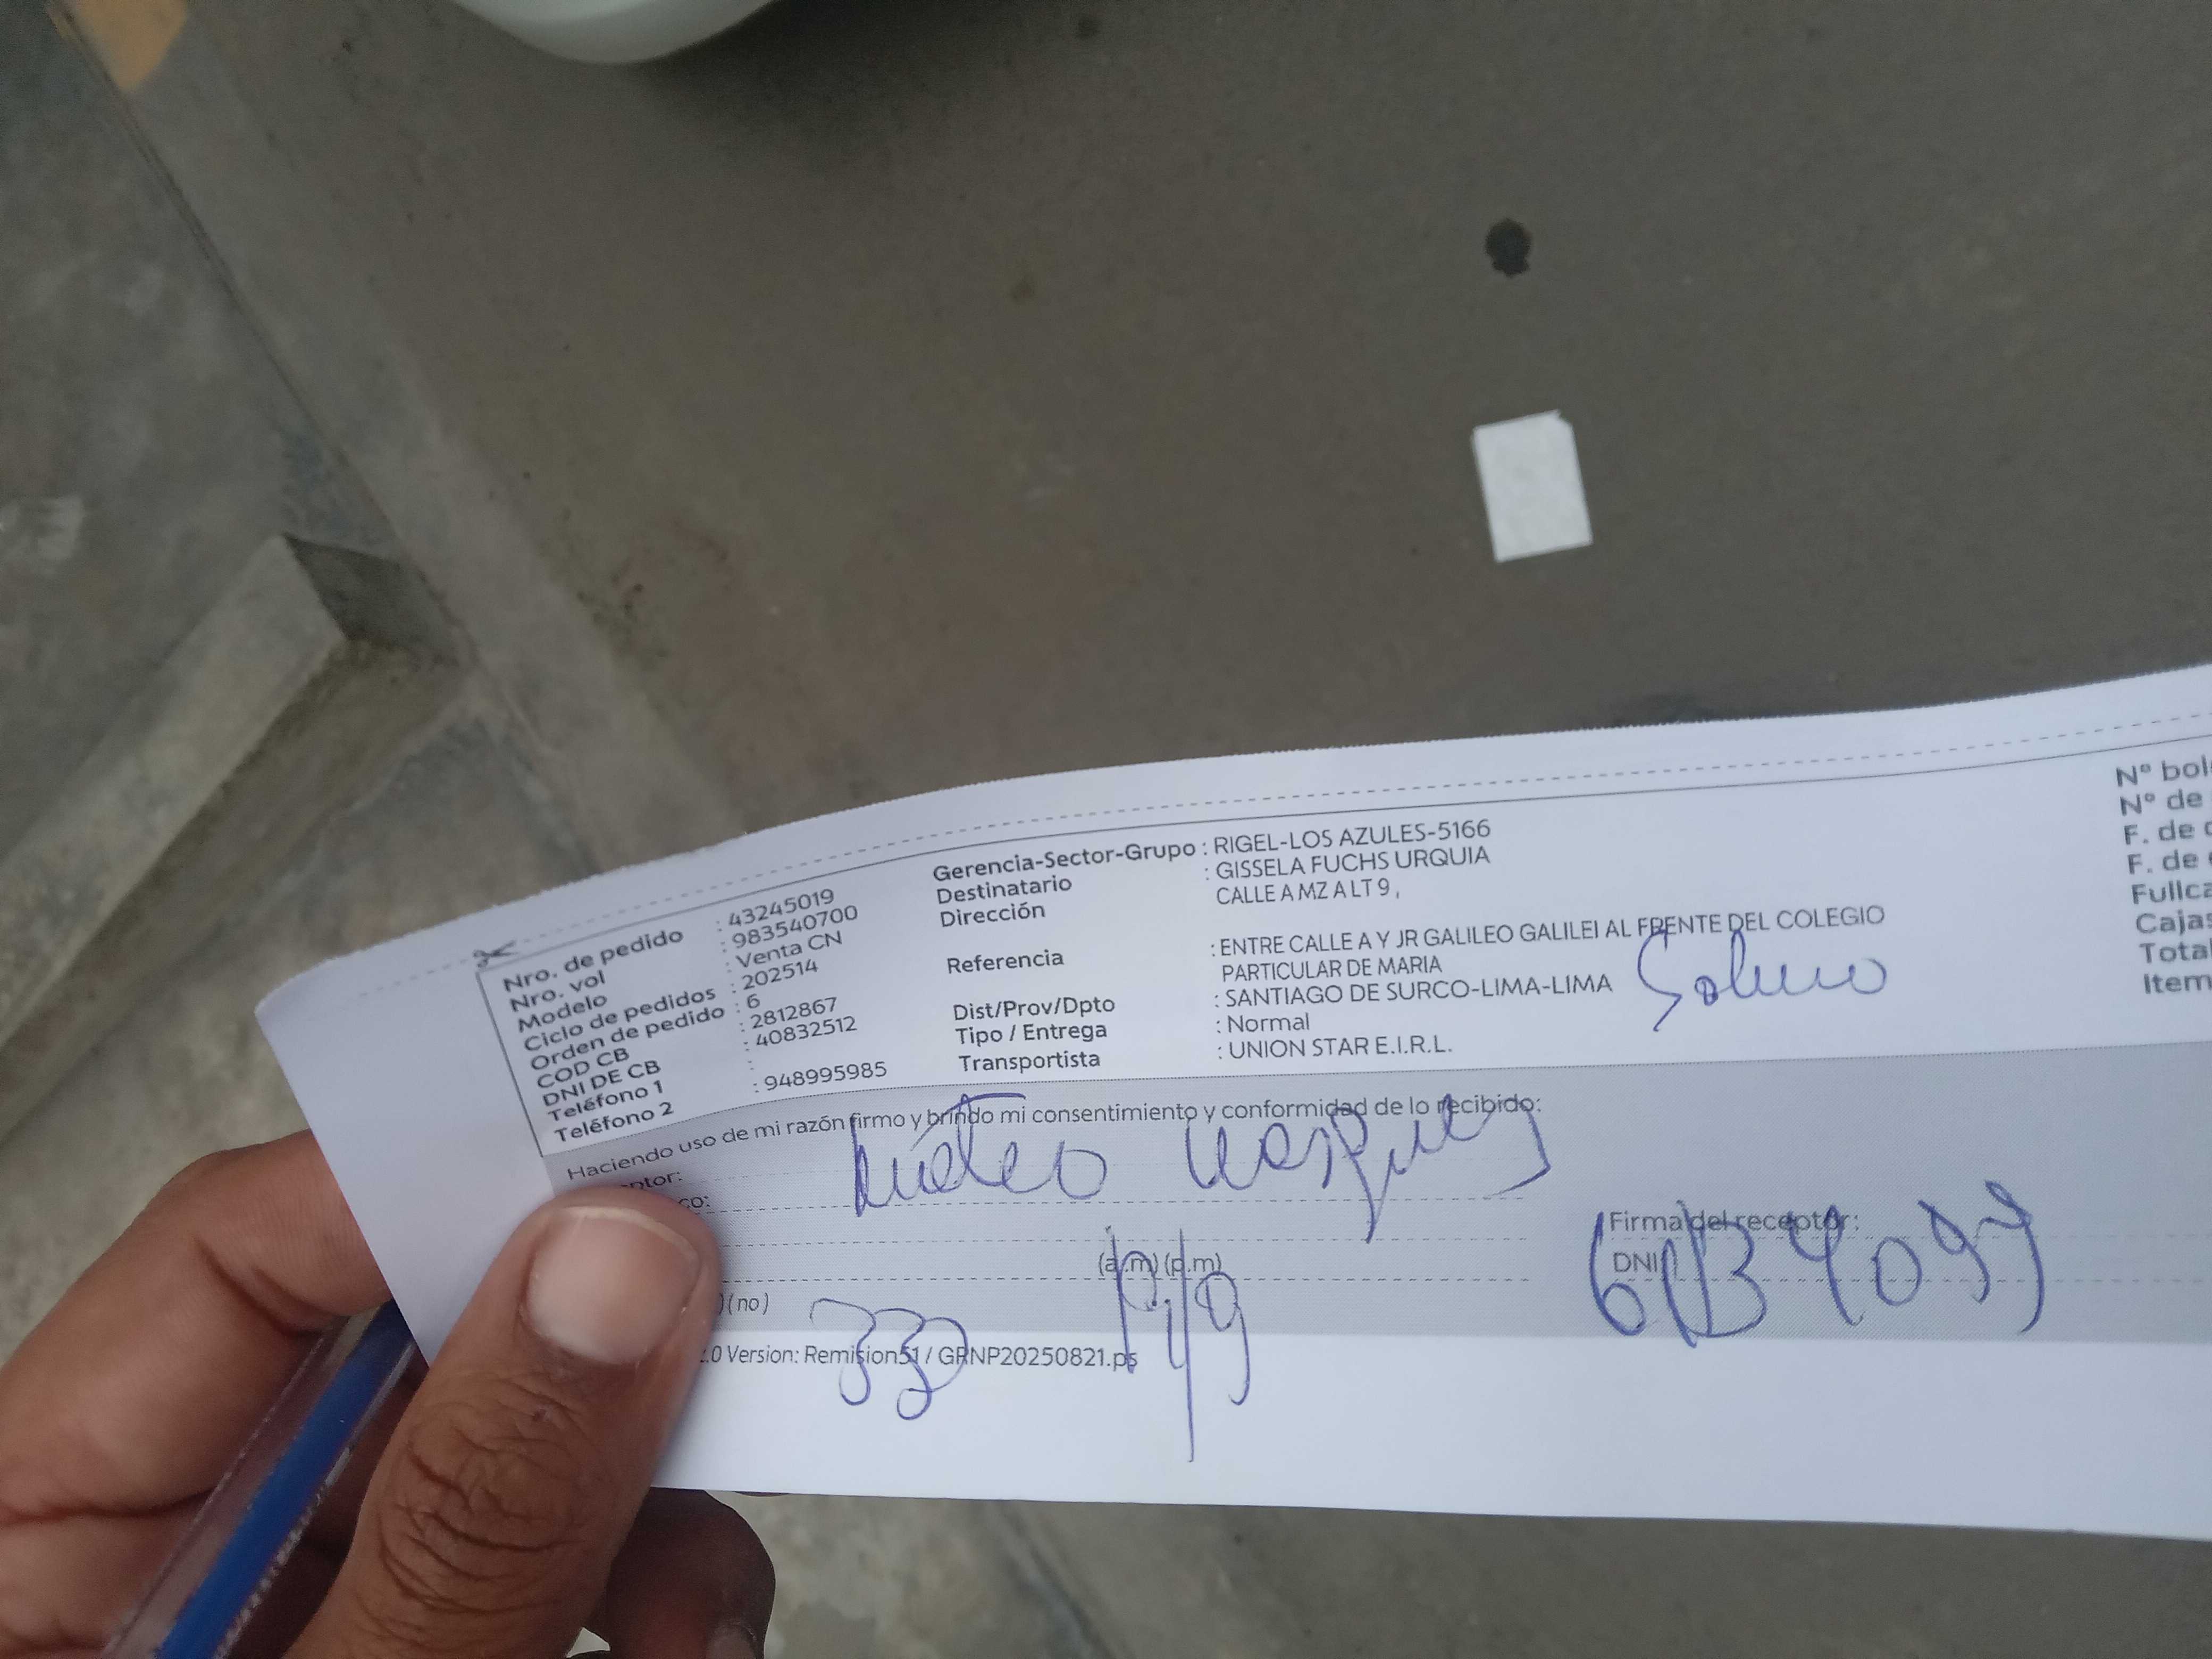 Nro. de pedido : 43245019
Nro. vol : 983540700
Modelo : Venta CN
Ciclo de pedidos : 202514
Orden de pedido : 6
COD CB : 2812867
DNI DE CB : 40832512
Teléfono 1 :
Teléfono 2 : 948995985
Gerencia-Sector-Grupo : RIGEL-LOS AZULES-5166
Destinatario : GISSELA FUCHS URQUIA
Dirección CALLE A MZ A LT 9 ,
Referencia : ENTRE CALLE A Y JR GALILEO GALILEI AL FRENTE DEL COLEGIO
PARTICULAR DE MARIA
Dist/Prov/Dpto : SANTIAGO DE SURCO-LIMA-LIMA
Tipo / Entrega : Normal
Transportista : UNION STAR E.I.R.L.
N° bol
N° de
F. de
F. de
Fullca
Cajas
Total
Item
Haciendo uso de mi razón firmo y brindo mi consentimiento y conformidad de lo recibido:
ptor:
co:
Mateo Vasquez
(a.m) (p.m)
Firma del receptor:
DNI
) ( no )
.0 Version: Remision51 / GRNP20250821.ps